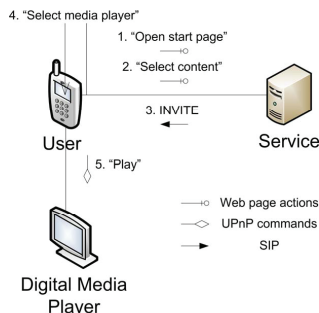 4. “Select media player”
1. “Open start page”
2. “Select content”
3. INVITE
User
Service
5. “Play”
Web page actions
UPnP commands
SIP
Digital Media
Player